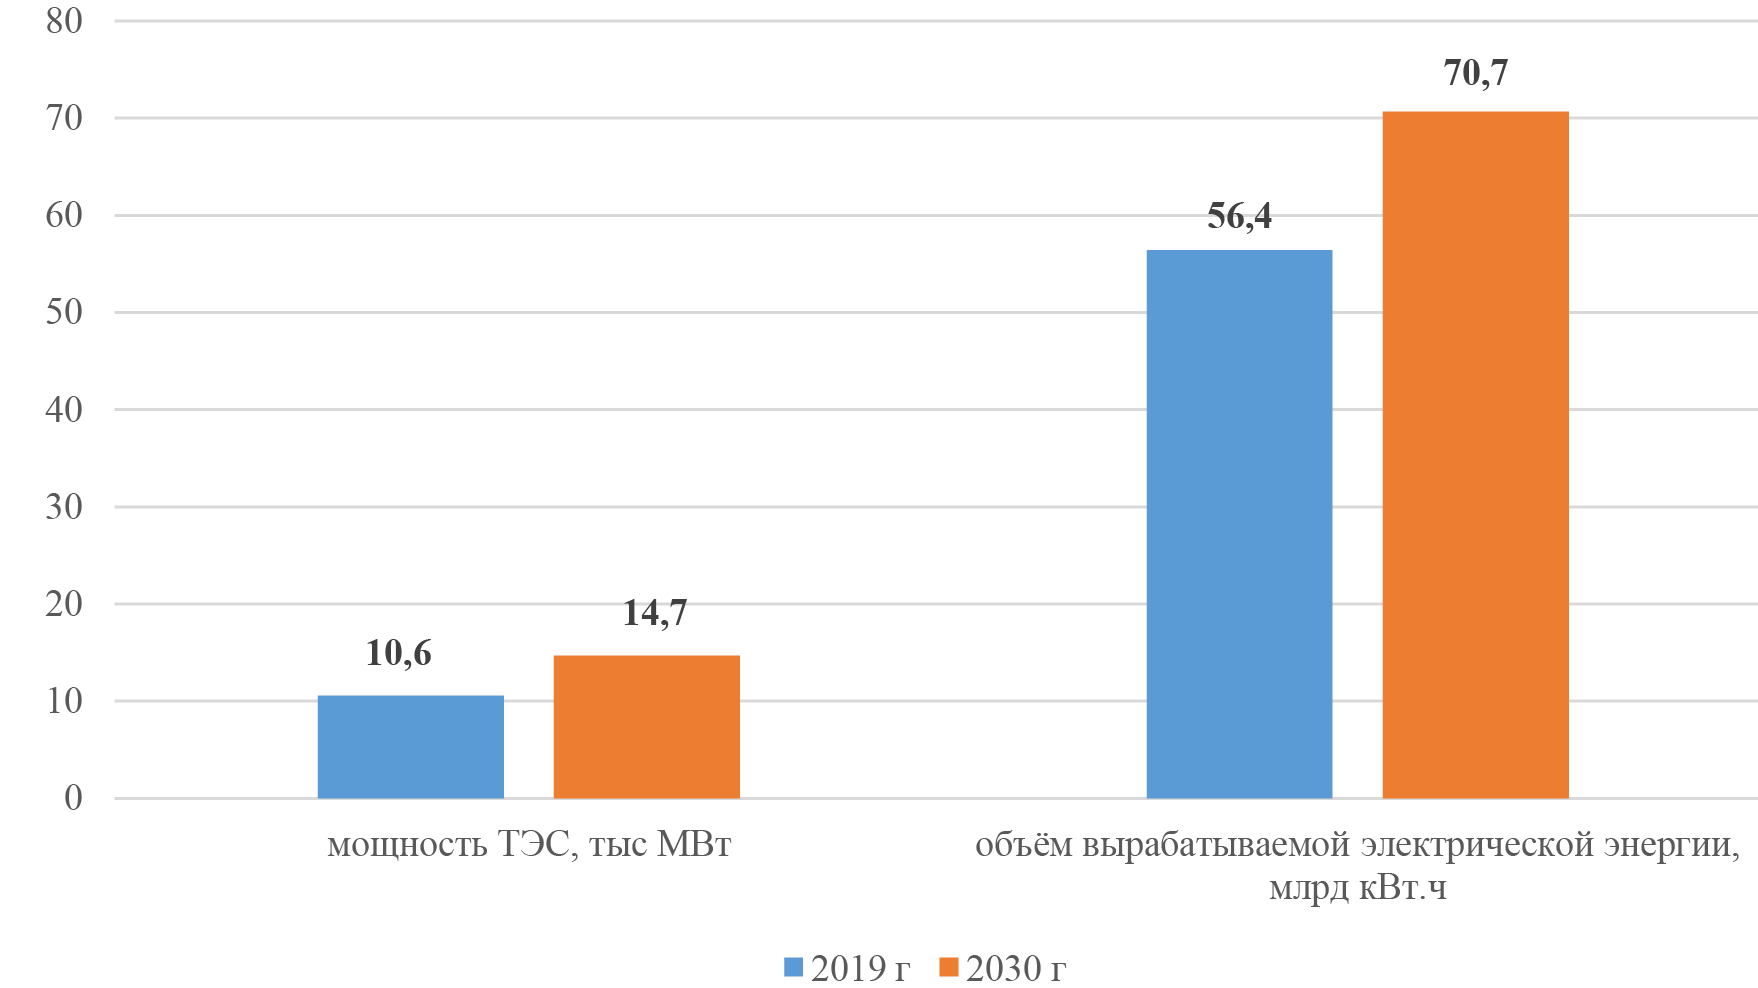 80
70
60
50
40
30
20
10
0
10,6
14,7
56,4
70,7
мощность ТЭС, тыс МВт
объём вырабатываемой электрической энергии,
млрд кВт.ч
2019 г
2030 г